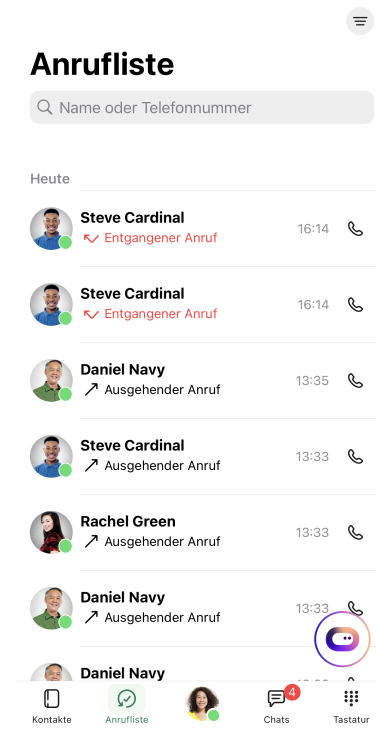 Anrufliste
Name oder Telefonnummer
Heute
Steve Cardinal
Entgangener Anruf
16:14
Steve Cardinal
Entgangener Anruf
16:14
Daniel Navy
Ausgehender Anruf
13:35
Steve Cardinal
Ausgehender Anruf
13:33
Rachel Green
Ausgehender Anruf
13:33
Daniel Navy
Ausgehender Anruf
13:33
Daniel Navy
4
Kontakte
Anrufliste
Chats
Tastatur